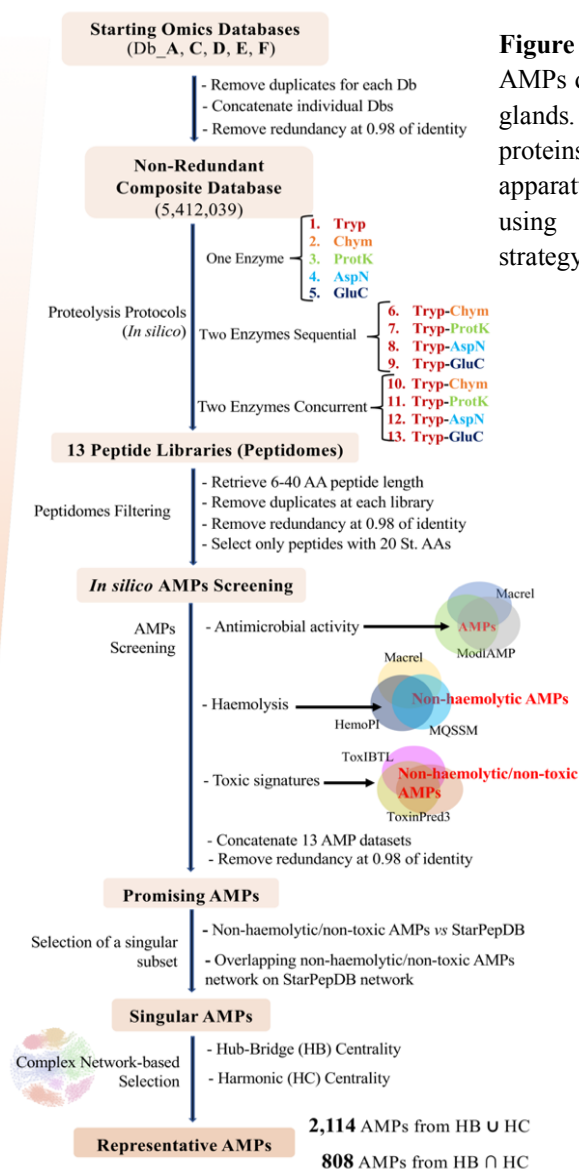 Starting Omics Databases
(Db_A, C, D, E, F)
- Remove duplicates for each Db
- Concatenate individual Dbs
- Remove redundancy at 0.98 of identity
Figure
AMPs
glands.
proteins
apparat
using
strategy
Non-Redundant
Composite Database
(5,412,039)
Proteolysis Protocols
(In silico)
One Enzyme
1. Tryp
2. Chym
3. ProtK
4. AspN
5. GluC
Two Enzymes Sequential
6. Tryp-Chym
7. Tryp-ProtK
8. Tryp-AspN
9. Tryp-GluC
Two Enzymes Concurrent
10. Tryp-Chym
11. Tryp-ProtK
12. Tryp-AspN
13. Tryp-GluC
13 Peptide Libraries (Peptidomes)
Peptidomes Filtering
- Retrieve 6-40 AA peptide length
- Remove duplicates at each library
- Remove redundancy at 0.98 of identity
- Select only peptides with 20 St. AAs
In silico AMPs Screening
AMPs
Screening
- Antimicrobial activity
Macrel
AMPs
ModlAMP
- Haemolysis
Macrel
Non-haemolytic AMPs
HemoPI
MQSSM
- Toxic signatures
ToxIBTL
Non-haemolytic/non-toxic
AMPs
ToxinPred3
- Concatenate 13 AMP datasets
- Remove redundancy at 0.98 of identity
Promising AMPs
Selection of a singular
subset
- Non-haemolytic/non-toxic AMPs vs StarPepDB
- Overlapping non-haemolytic/non-toxic AMPs
network on StarPepDB network
Singular AMPs
Complex Network-based
Selection
- Hub-Bridge (HB) Centrality
- Harmonic (HC) Centrality
Representative AMPs
2,114 AMPs from HB ∪ HC
808 AMPs from HB ∩ HC